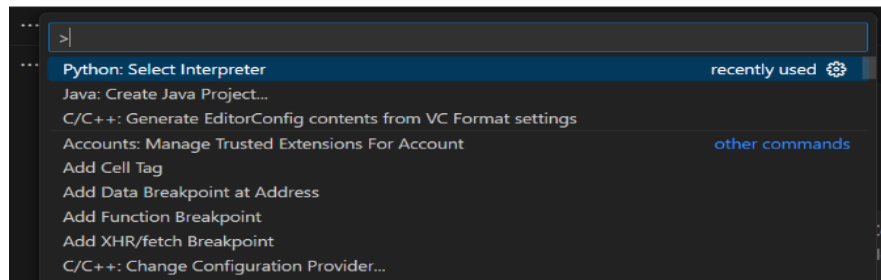 >
Python: Select Interpreter recently used
Java: Create Java Project...
C/C++: Generate EditorConfig contents from VC Format settings
Accounts: Manage Trusted Extensions For Account other commands
Add Cell Tag
Add Data Breakpoint at Address
Add Function Breakpoint
Add XHR/fetch Breakpoint
C/C++: Change Configuration Provider...